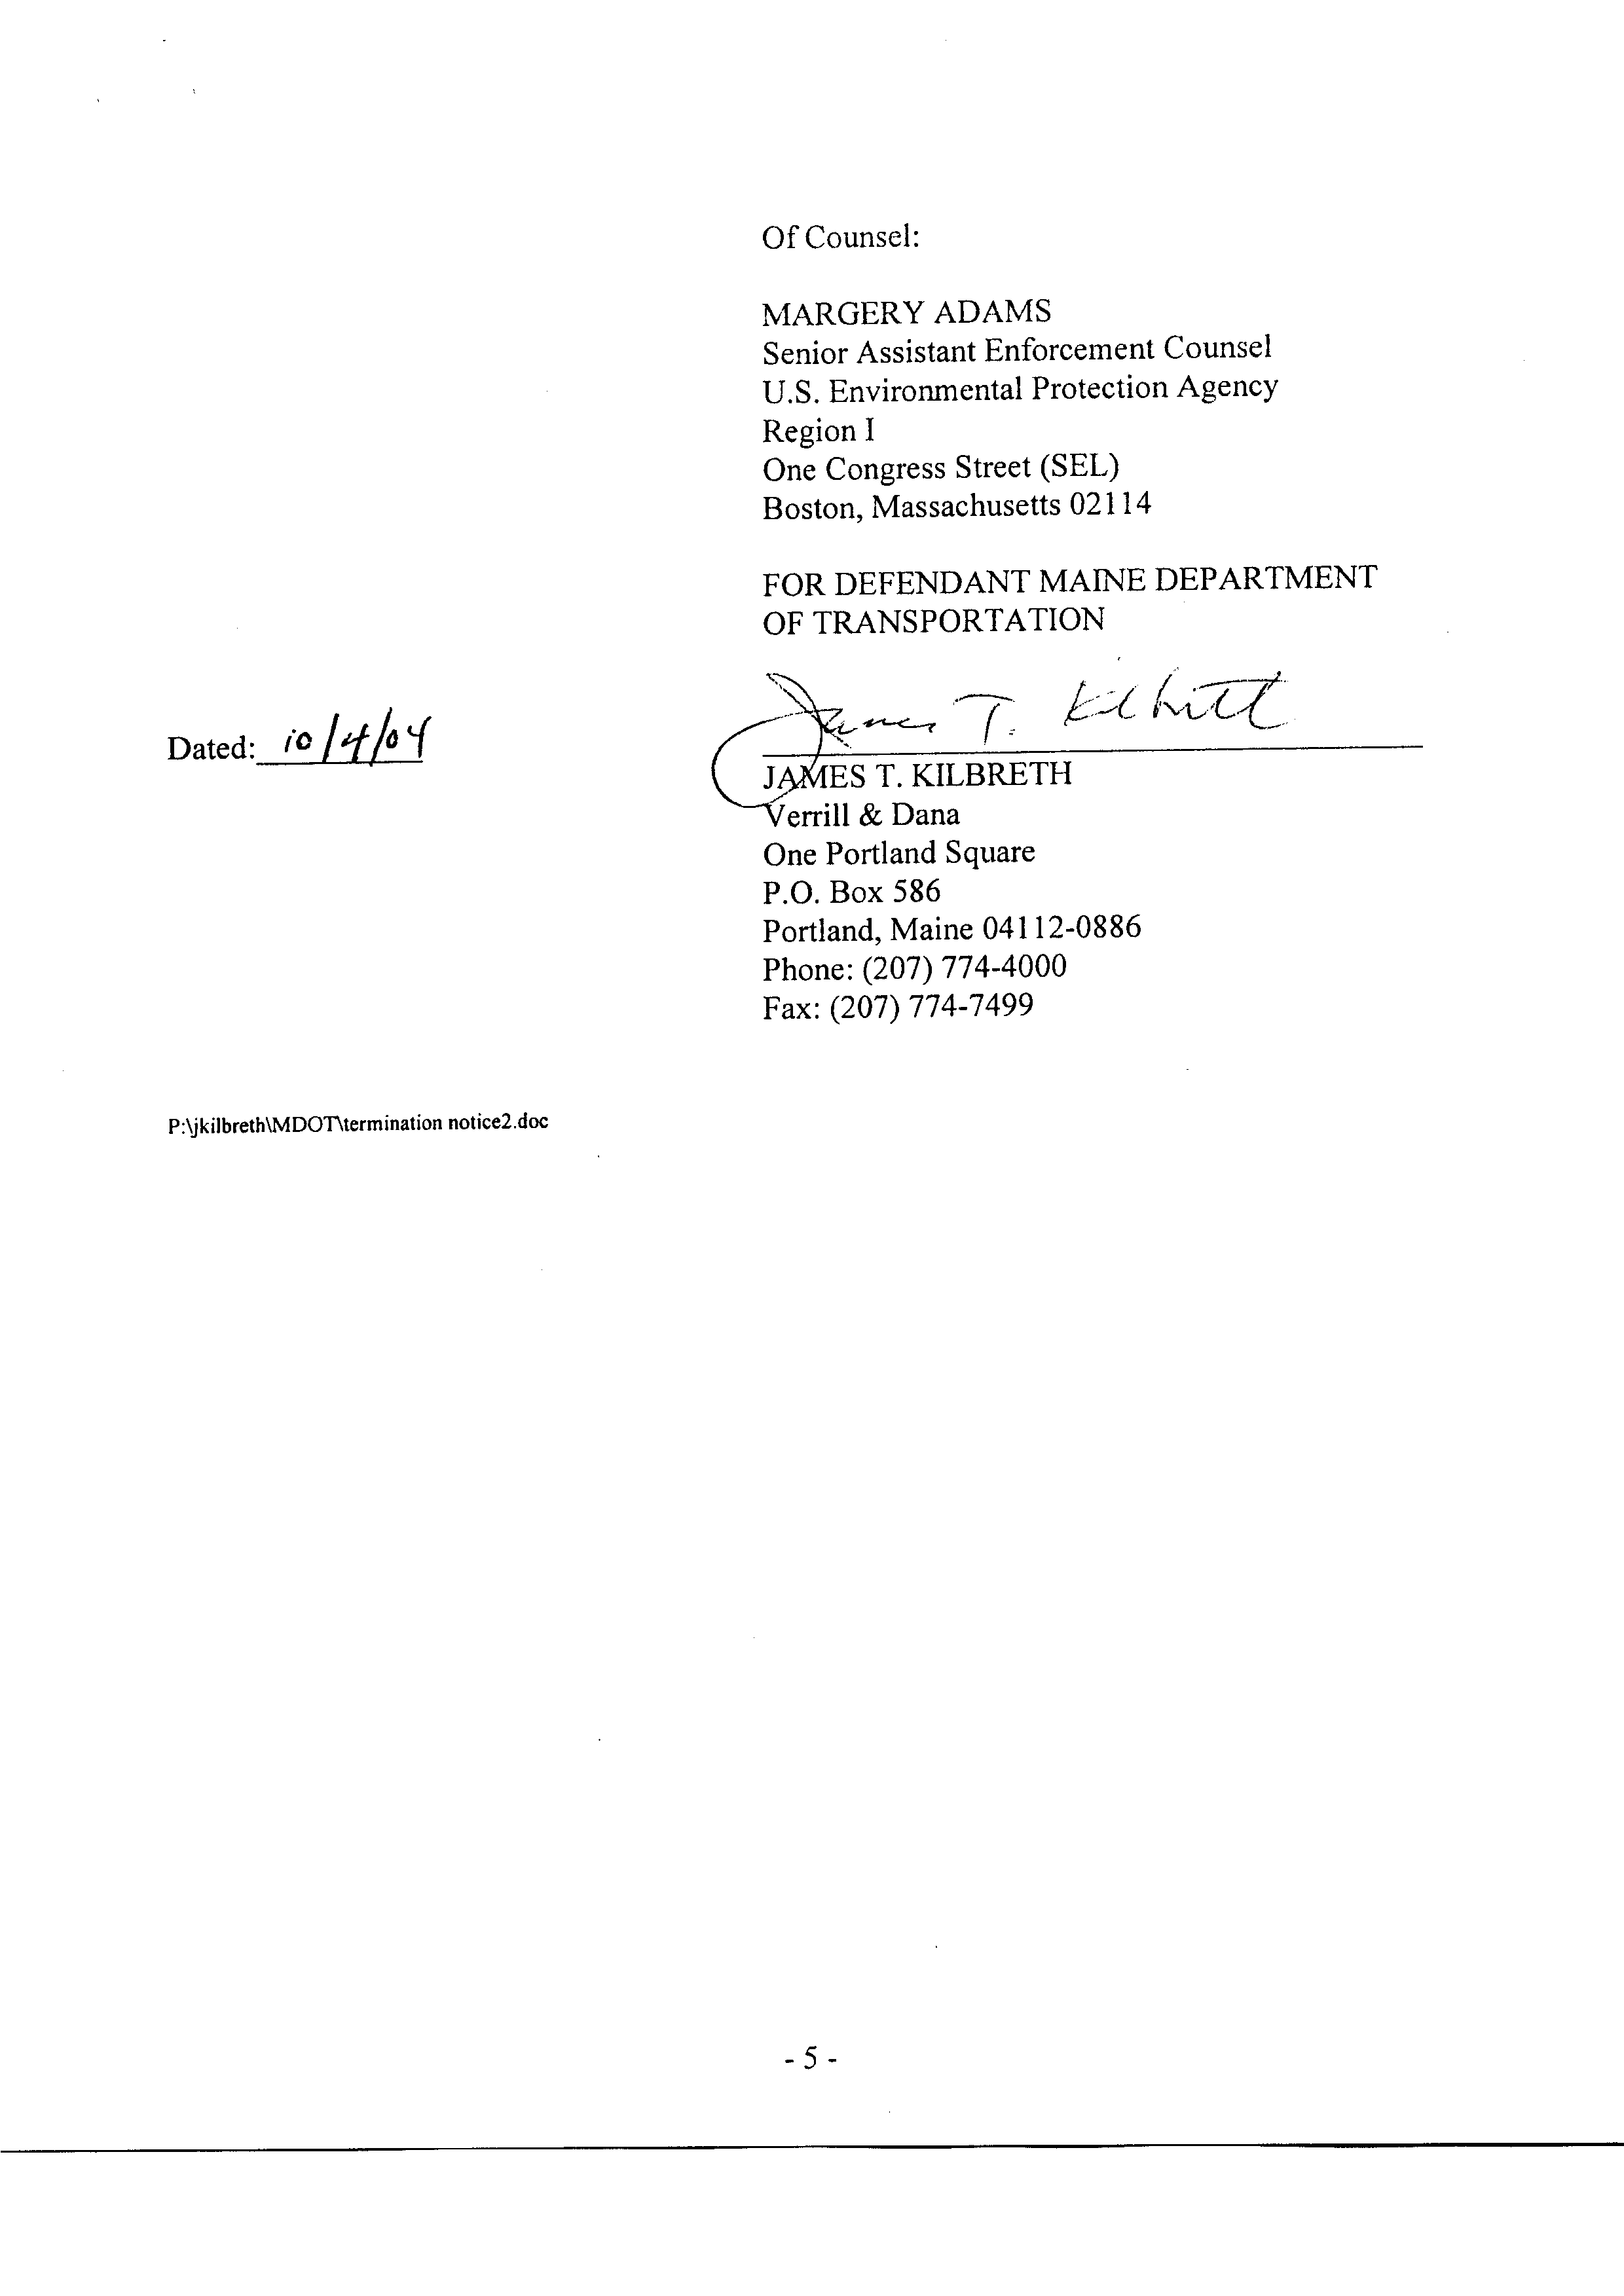 Of Counsel:
MARGERY ADAMS
Senior Assistant Enforcement Counsel
U.S. Environmental Protection Agency
Region I
One Congress Street (SEL)
Boston, Massachusetts 02114
FOR DEFENDANT MAINE DEPARTMENT
OF TRANSPORTATION
James T. Kilbreth
Dated: 10/4/04
JAMES T. KILBRETH
Verrill & Dana
One Portland Square
P.O. Box 586
Portland, Maine 04112-0886
Phone: (207) 774-4000
Fax: (207) 774-7499
P:\jkilbreth\MDOT\termination notice2.doc
- 5 -